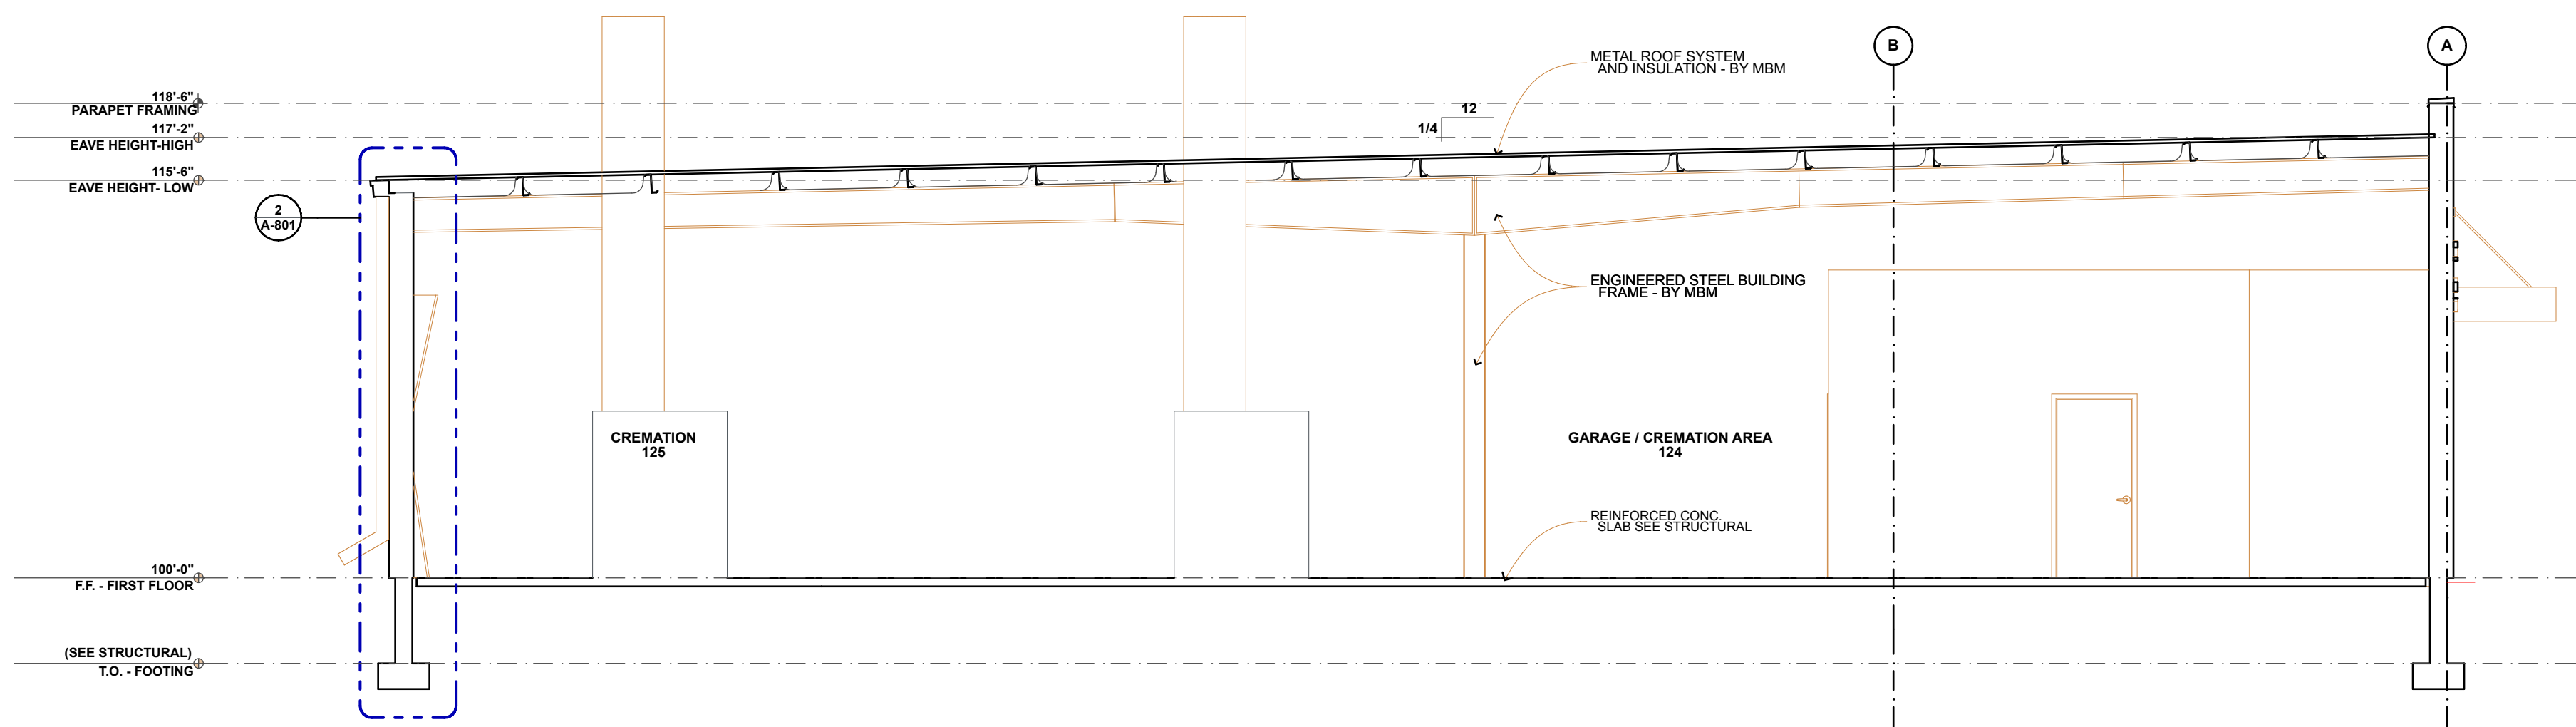 B
A
METAL ROOF SYSTEM
AND INSULATION - BY MBM
118'-6"
PARAPET FRAMING
12
1/4
117'-2"
EAVE HEIGHT-HIGH
115'-6"
EAVE HEIGHT- LOW
2
A-801
ENGINEERED STEEL BUILDING
FRAME - BY MBM
CREMATION
125
GARAGE / CREMATION AREA
124
REINFORCED CONC.
SLAB SEE STRUCTURAL
100'-0"
F.F. - FIRST FLOOR
(SEE STRUCTURAL)
T.O. - FOOTING